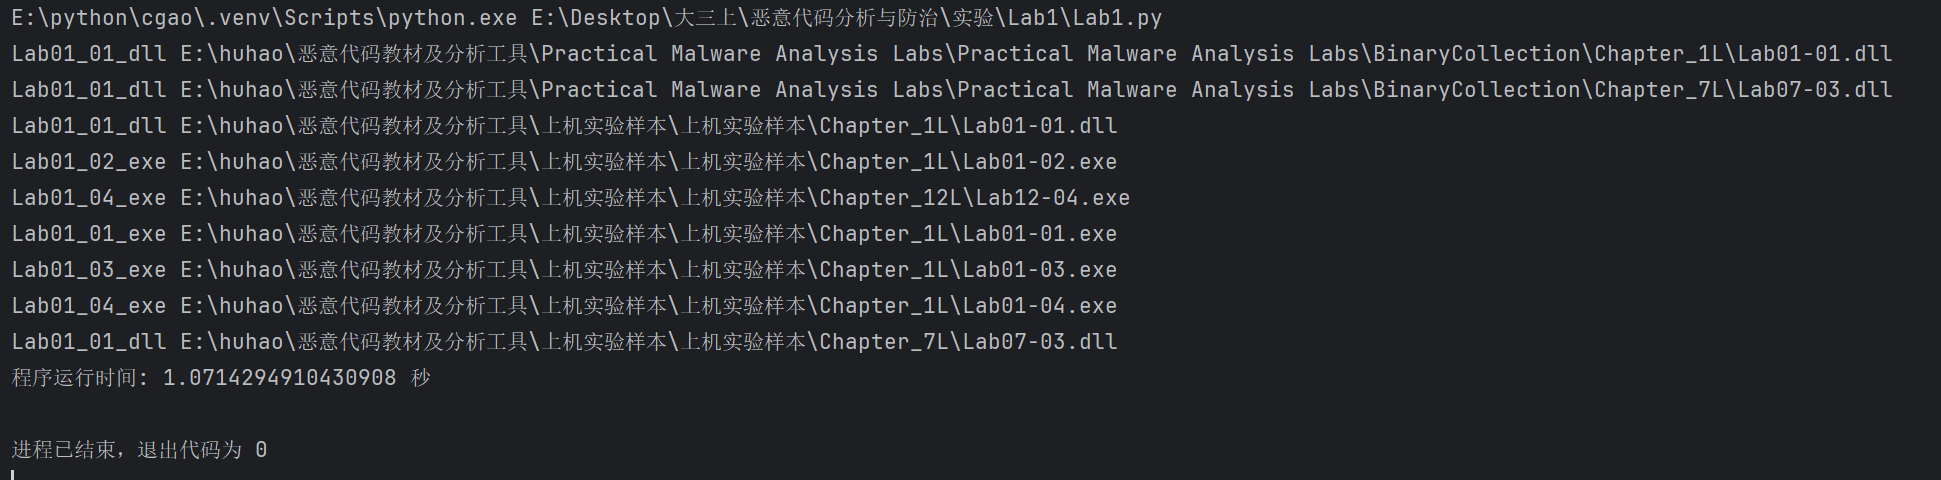 E:\python\cgao\.venv\Scripts\python.exe E:\Desktop\大三上\恶意代码分析与防治\实验\Lab1\Lab1.py
Lab01_01_dll E:\huhao\恶意代码教材及分析工具\Practical Malware Analysis Labs\Practical Malware Analysis Labs\BinaryCollection\Chapter_1L\Lab01-01.dll
Lab01_01_dll E:\huhao\恶意代码教材及分析工具\Practical Malware Analysis Labs\Practical Malware Analysis Labs\BinaryCollection\Chapter_7L\Lab07-03.dll
Lab01_01_dll E:\huhao\恶意代码教材及分析工具\上机实验样本\上机实验样本\Chapter_1L\Lab01-01.dll
Lab01_02_exe E:\huhao\恶意代码教材及分析工具\上机实验样本\上机实验样本\Chapter_1L\Lab01-02.exe
Lab01_04_exe E:\huhao\恶意代码教材及分析工具\上机实验样本\上机实验样本\Chapter_12L\Lab12-04.exe
Lab01_01_exe E:\huhao\恶意代码教材及分析工具\上机实验样本\上机实验样本\Chapter_1L\Lab01-01.exe
Lab01_03_exe E:\huhao\恶意代码教材及分析工具\上机实验样本\上机实验样本\Chapter_1L\Lab01-03.exe
Lab01_04_exe E:\huhao\恶意代码教材及分析工具\上机实验样本\上机实验样本\Chapter_1L\Lab01-04.exe
Lab01_01_dll E:\huhao\恶意代码教材及分析工具\上机实验样本\上机实验样本\Chapter_7L\Lab07-03.dll
程序运行时间: 1.0714294910430908 秒
进程已结束，退出代码为 0